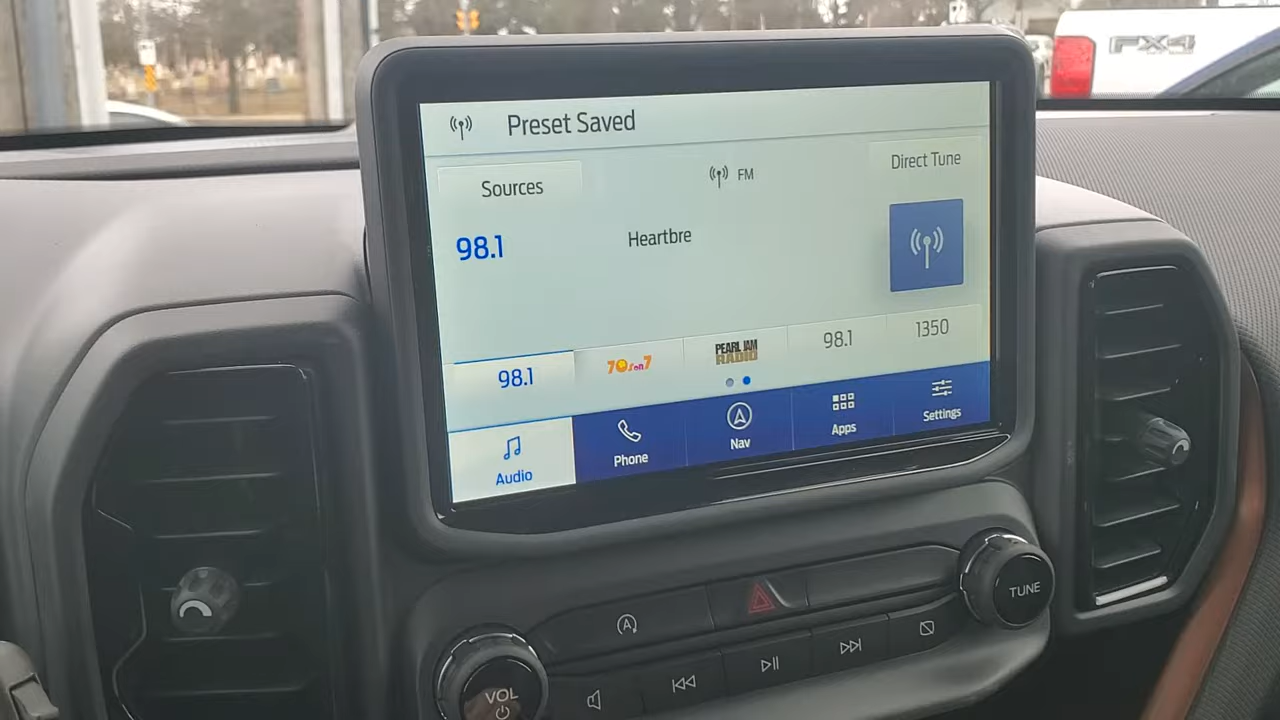 FX4
Preset Saved
Sources
FM
Direct Tune
98.1
Heartbre
98.1
70s on 7
PEARL JAM
RADIO
98.1
1350
Audio
Phone
Nav
Apps
Settings
A
TUNE
VOL